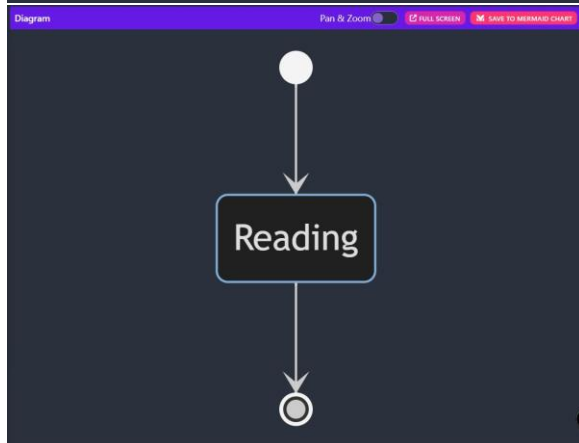 Diagram
Pan & Zoom
FULL SCREEN
SAVE TO MERMAID CHART
Reading